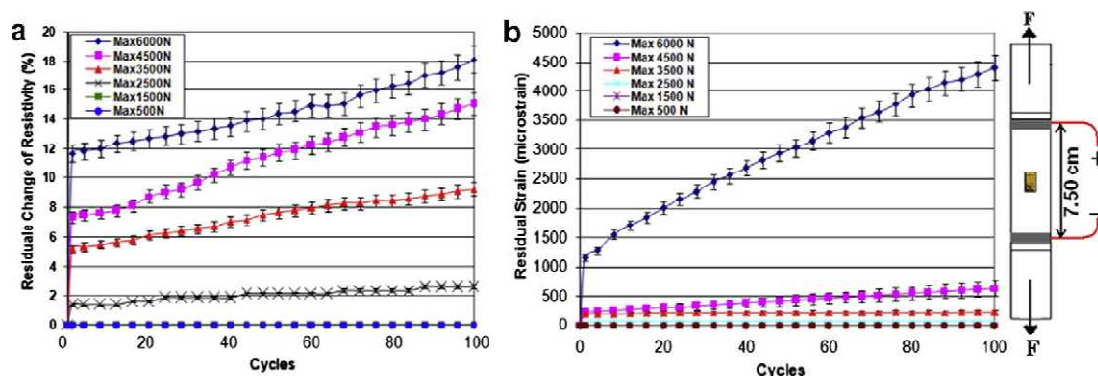 a
Residuale Change of Resistivity (%)
20
18
16
14
12
10
8
6
4
2
0
Max6000N
Max4500N
Max3500N
Max2500N
Max1500N
Max500N
0
20
40
60
80
100
Cycles
b
Residual Strain (microstrain)
5000
4500
4000
3500
3000
2500
2000
1500
1000
500
0
Max 6000 N
Max 4500 N
Max 3500 N
Max 2500 N
Max 1500 N
Max 500 N
0
20
40
60
80
100
Cycles
F
7.50 cm
F